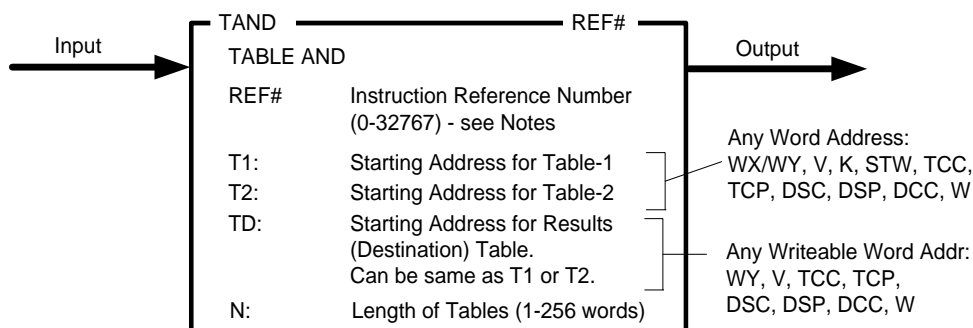 TAND REF#
Input
Output
TABLE AND
REF# Instruction Reference Number
(0-32767) - see Notes
T1: Starting Address for Table-1
T2: Starting Address for Table-2
TD: Starting Address for Results
(Destination) Table.
Can be same as T1 or T2.
N: Length of Tables (1-256 words)
Any Word Address:
WX/WY, V, K, STW, TCC,
TCP, DSC, DSP, DCC, W
Any Writeable Word Addr:
WY, V, TCC, TCP,
DSC, DSP, DCC, W